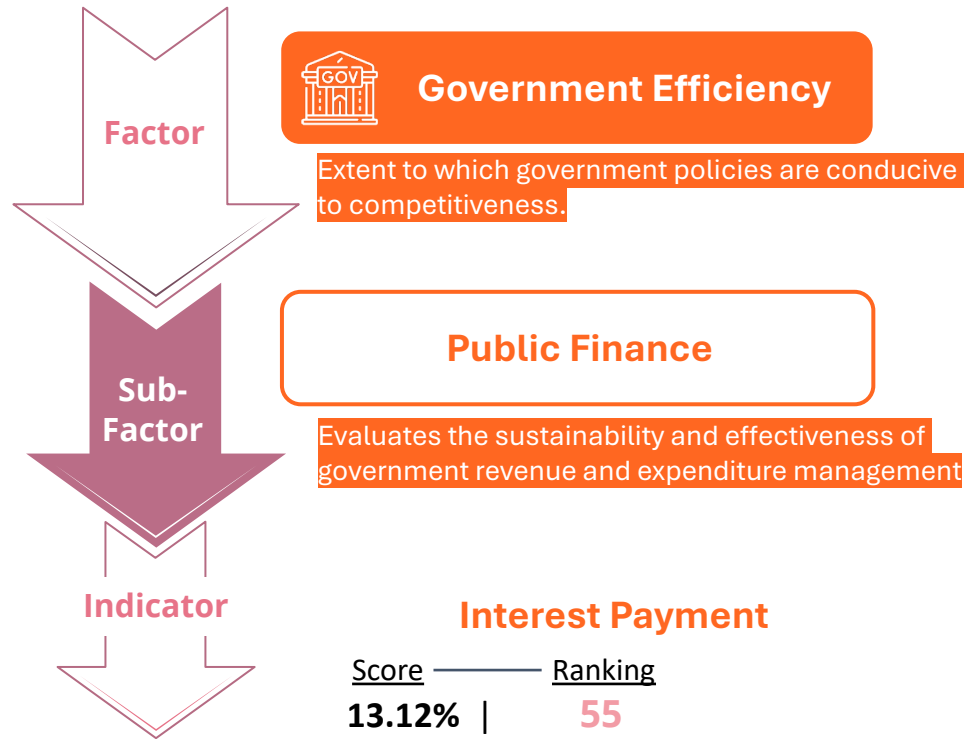 Factor
GOV
Government Efficiency
Extent to which government policies are conducive
to competitiveness.
Sub-
Factor
Public Finance
Evaluates the sustainability and effectiveness of
government revenue and expenditure management
Indicator
Interest Payment
Score Ranking
13.12% | 55